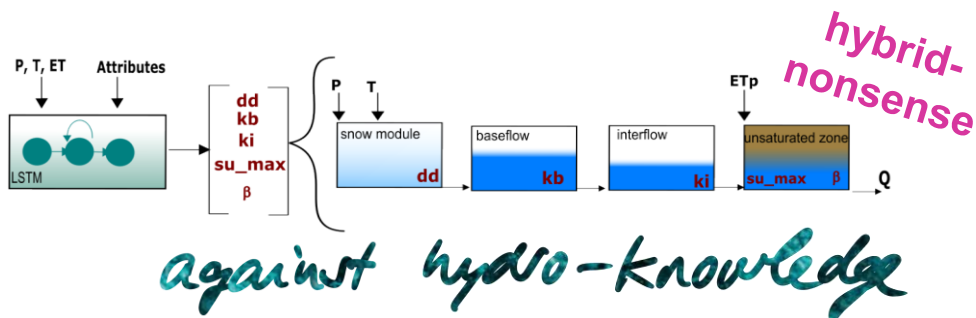 hybrid-
nonsense
P, T, ET
Attributes
LSTM
dd
kb
ki
su_max
β
P
T
snow module
dd
baseflow
kb
interflow
ki
ETp
unsaturated zone
su_max β
Q
against hydro-knowledge